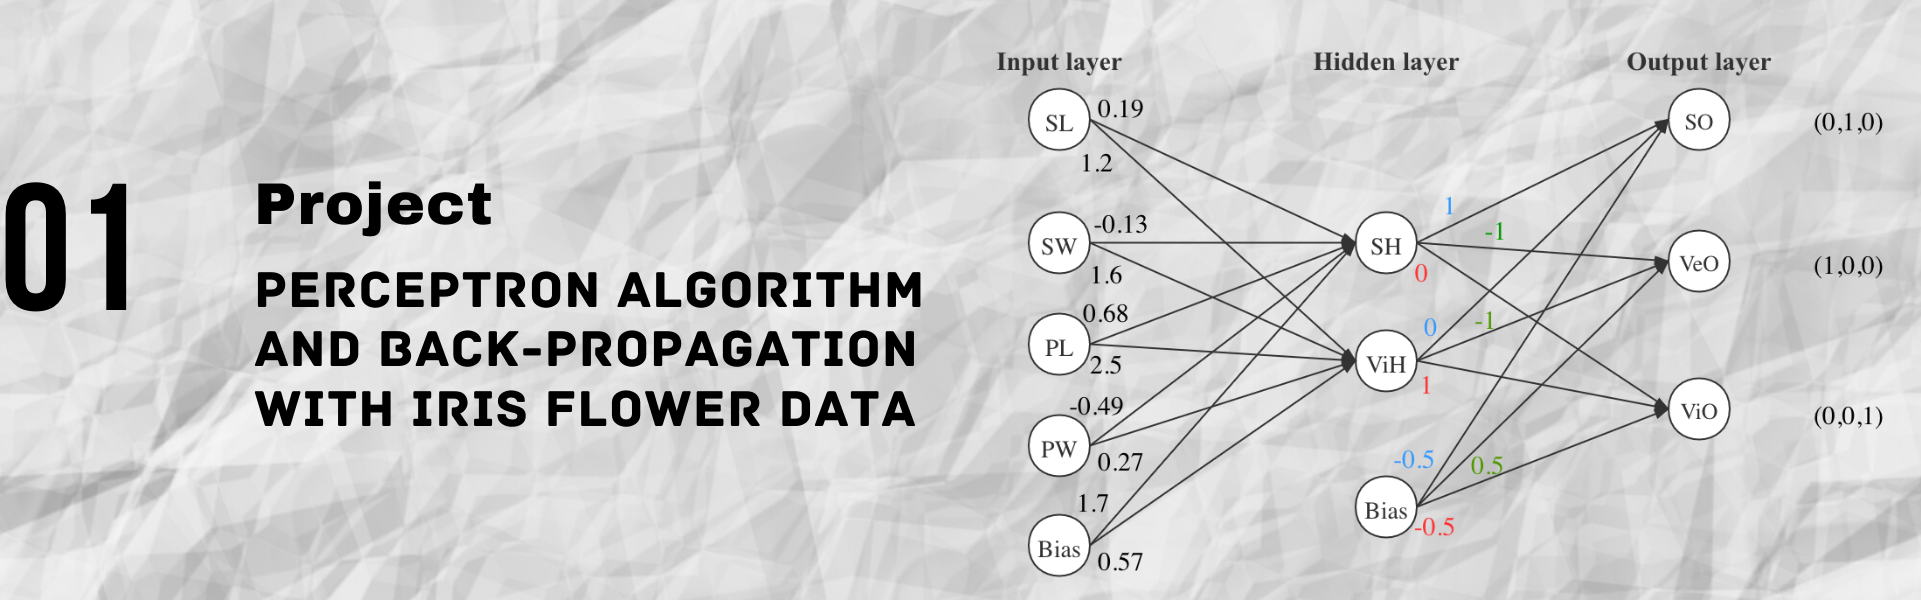 01
Project
PERCEPTRON ALGORITHM
AND BACK-PROPAGATION
WITH IRIS FLOWER DATA
Input layer
Hidden layer
Output layer
SL
0.19
1.2
SW
-0.13
1.6
PL
0.68
2.5
PW
-0.49
0.27
Bias
1.7
0.57
SH
1
-1
0
ViH
0
-1
1
Bias
-0.5
0.5
-0.5
SO
(0,1,0)
VeO
(1,0,0)
ViO
(0,0,1)